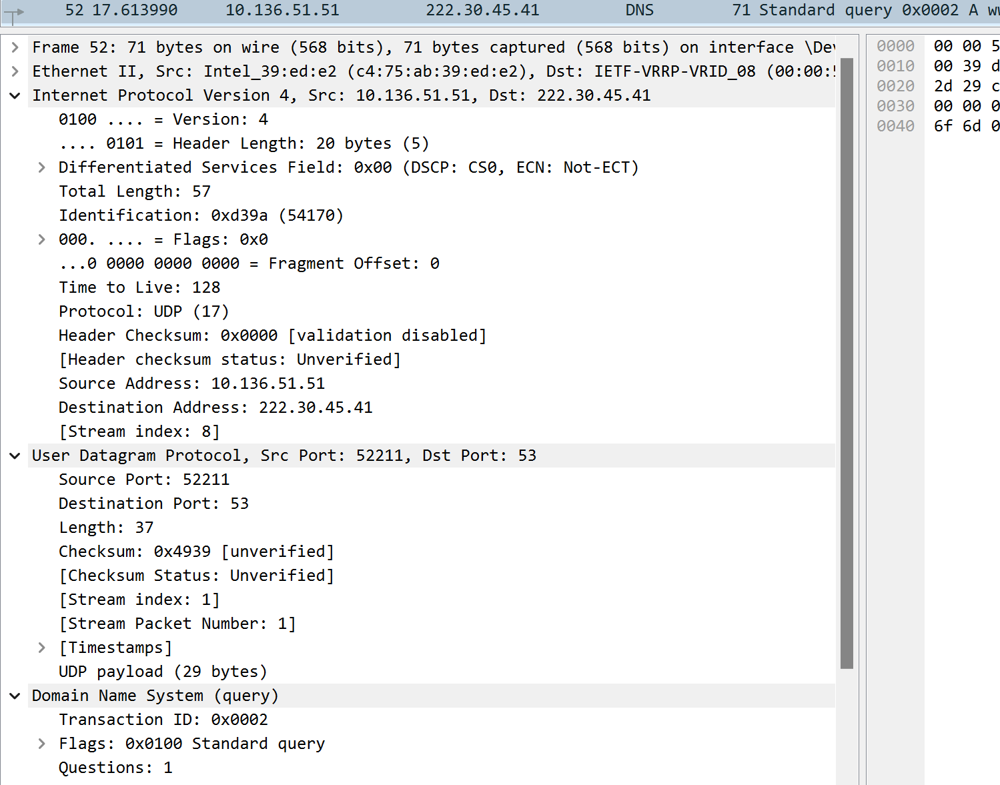 52 17.613990 10.136.51.51 222.30.45.41 DNS 71 Standard query 0x0002 A
Frame 52: 71 bytes on wire (568 bits), 71 bytes captured (568 bits) on interface
Ethernet II, Src: Intel_39:ed:e2 (c4:75:ab:39:ed:e2), Dst: IETF-VRRP-VRID_08 (00:00:
Internet Protocol Version 4, Src: 10.136.51.51, Dst: 222.30.45.41
0100 .... = Version: 4
.... 0101 = Header Length: 20 bytes (5)
Differentiated Services Field: 0x00 (DSCP: CS0, ECN: Not-ECT)
Total Length: 57
Identification: 0xd39a (54170)
000. .... = Flags: 0x0
...0 0000 0000 0000 = Fragment Offset: 0
Time to Live: 128
Protocol: UDP (17)
Header Checksum: 0x0000 [validation disabled]
[Header checksum status: Unverified]
Source Address: 10.136.51.51
Destination Address: 222.30.45.41
[Stream index: 8]
User Datagram Protocol, Src Port: 52211, Dst Port: 53
Source Port: 52211
Destination Port: 53
Length: 37
Checksum: 0x4939 [unverified]
[Checksum Status: Unverified]
[Stream index: 1]
[Stream Packet Number: 1]
[Timestamps]
UDP payload (29 bytes)
Domain Name System (query)
Transaction ID: 0x0002
Flags: 0x0100 Standard query
Questions: 1
0000 00 00 5
0010 00 39 d
0020 2d 29 c
0030 00 00 0
0040 6f 6d 0